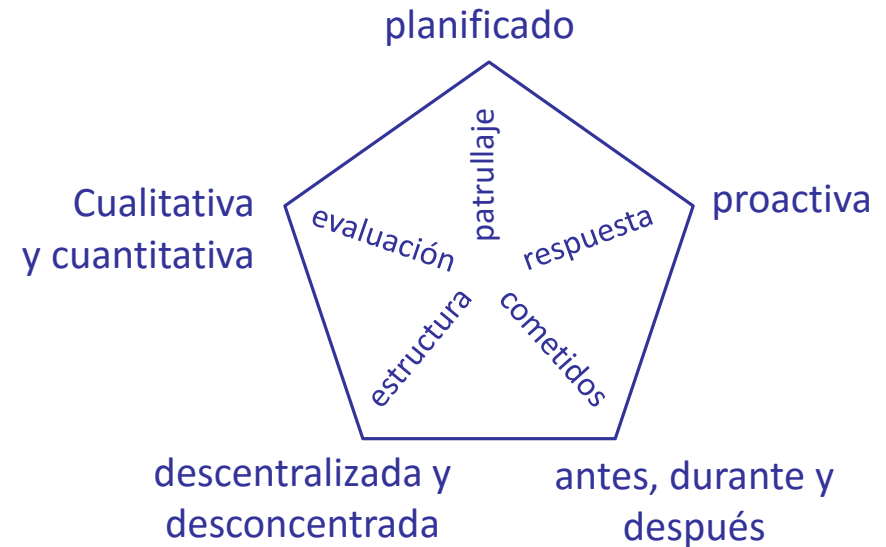 planificado
patrullaje
Cualitativa
y cuantitativa
evaluación
respuesta
proactiva
estructura
cometidos
descentralizada y
desconcentrada
antes, durante y
después